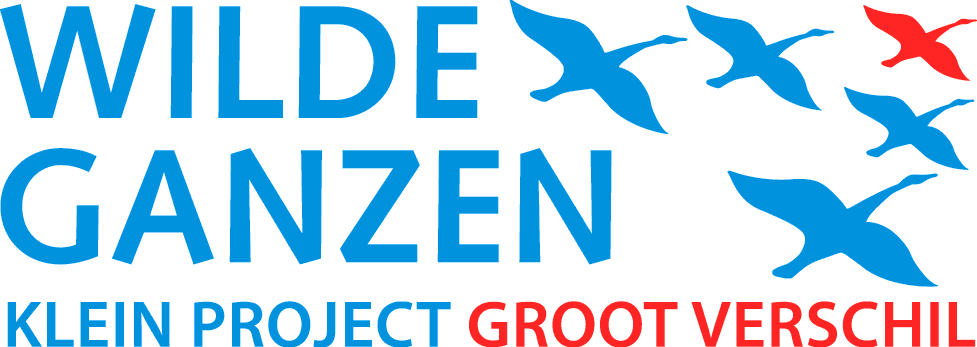 WILDE
GANZEN
KLEIN PROJECT GROOT VERSCHIL